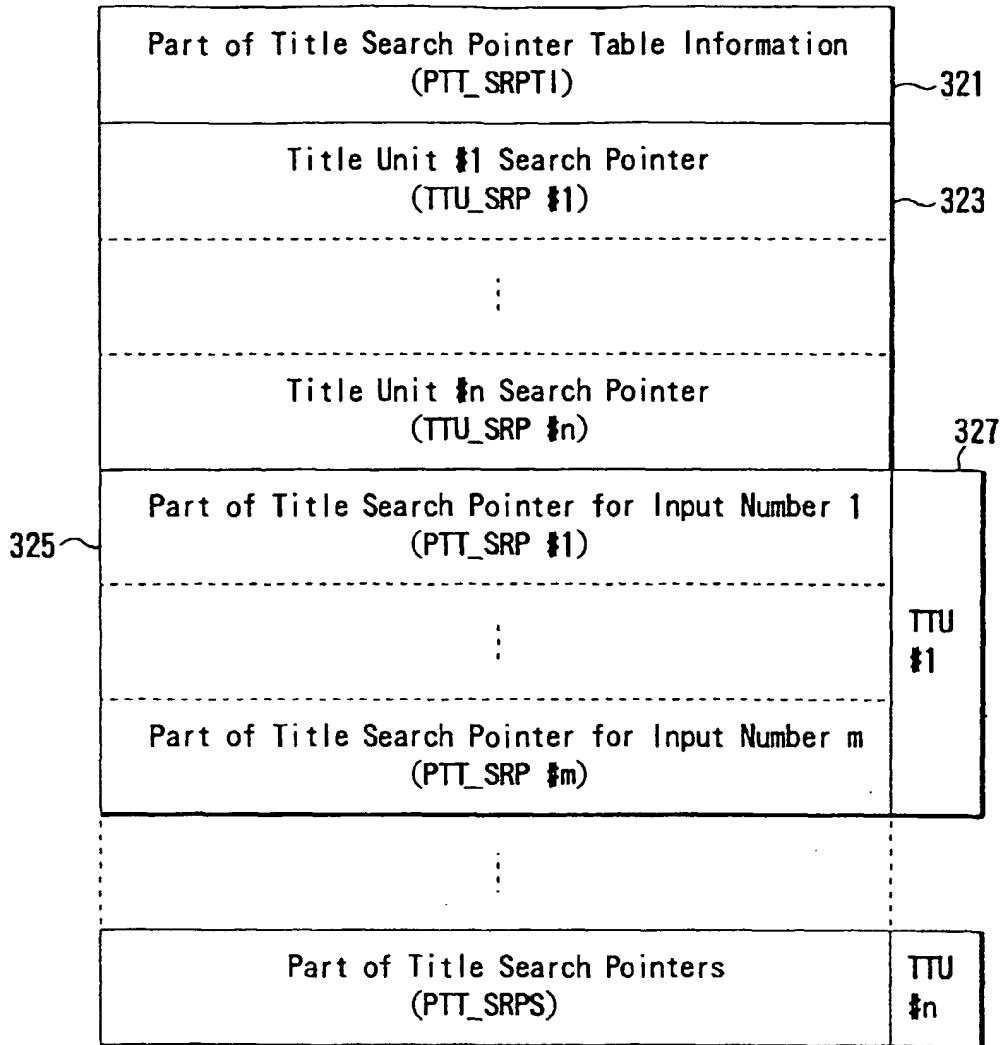 Part of Title Search Pointer Table Information
(PTT_SRPTI)
321
Title Unit #1 Search Pointer
(TTU_SRP #1)
323
Title Unit #n Search Pointer
(TTU_SRP #n)
327
Part of Title Search Pointer for Input Number 1
(PTT_SRP #1)
325
TTU
#1
Part of Title Search Pointer for Input Number m
(PTT_SRP #m)
Part of Title Search Pointers
(PTT_SRPS)
TTU
#n